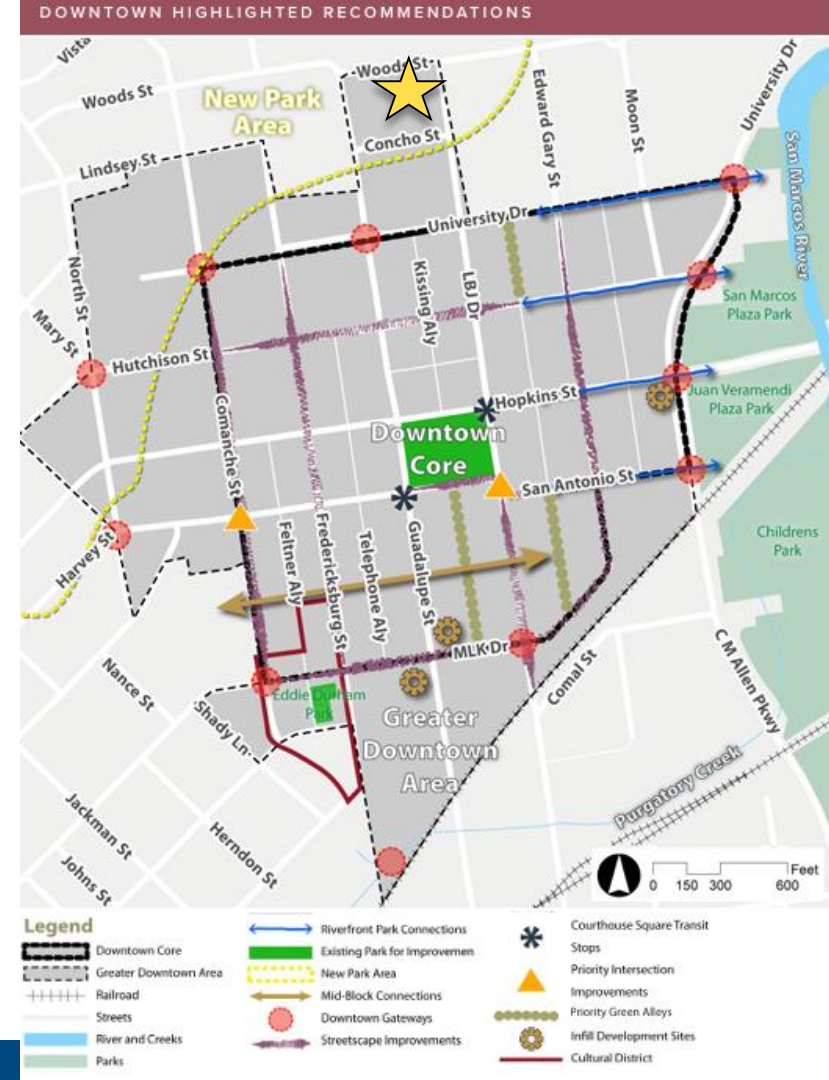 DOWNTOWN HIGHLIGHTED RECOMMENDATIONS
Vista
Woods St
Woods St
New Park
Area
Concho St
Lindsey St
Edward Gary St
Moon St
University Dr
San Marcos River
University Dr
North St
Kissing Aly
LBJ Dr
Mary St
Hutchison St
San Marcos
Plaza Park
Comanche St
Hopkins St
Juan Veramendi
Plaza Park
Downtown
Core
San Antonio St
Harvey St
Feltner Aly
Fredericksburg St
Telephone Aly
Guadalupe St
Childrens
Park
MLK Dr
Nance St
Shady Ln
Eddie Durham
Park
Comal St
C M Allen Pkwy
Greater
Downtown
Area
Purgatory Creek
Jackman St
Herndon St
Johns St
Feet
0 150 300 600
Legend
Downtown Core
Greater Downtown Area
Railroad
Streets
River and Creeks
Parks
Riverfront Park Connections
Existing Park for Improvemen
New Park Area
Mid-Block Connections
Downtown Gateways
Streetscape Improvements
Courthouse Square Transit
Stops
Priority Intersection
Improvements
Priority Green Alleys
Infill Development Sites
Cultural District